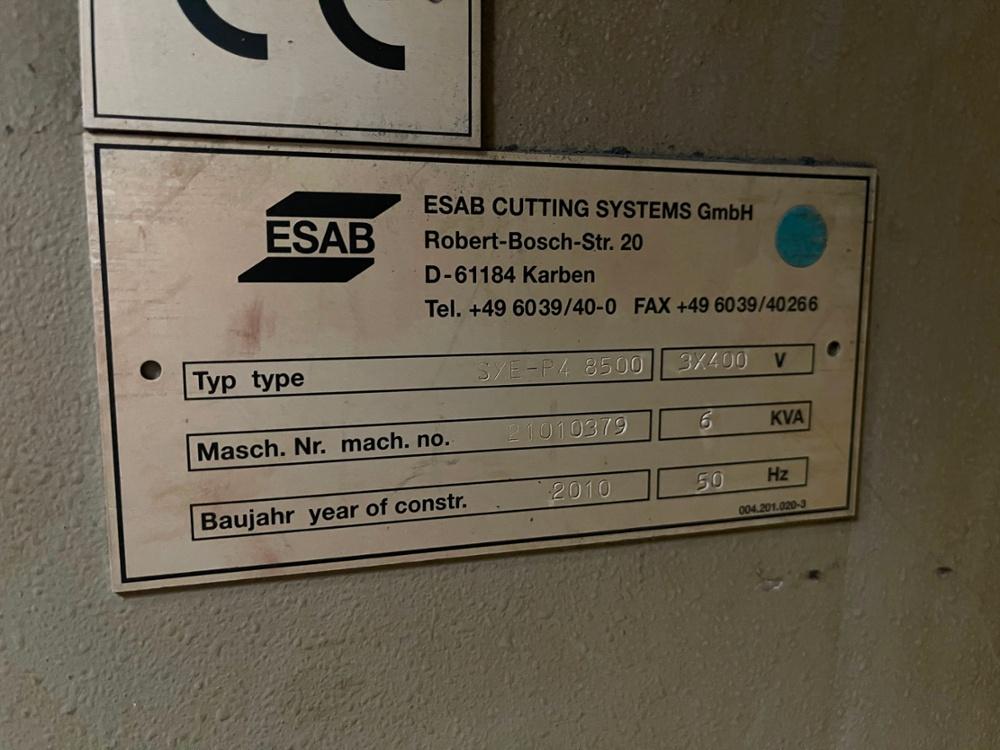 CE
ESAB
ESAB CUTTING SYSTEMS GmbH
Robert-Bosch-Str. 20
D-61184 Karben
Tel. +49 6039/40-0 FAX +49 6039/40266
Typ type SYE-P4 8500 3X400 V
Masch. Nr. mach. no. 21010379 6 KVA
Baujahr year of constr. 2010 50 Hz
004.201.020-3